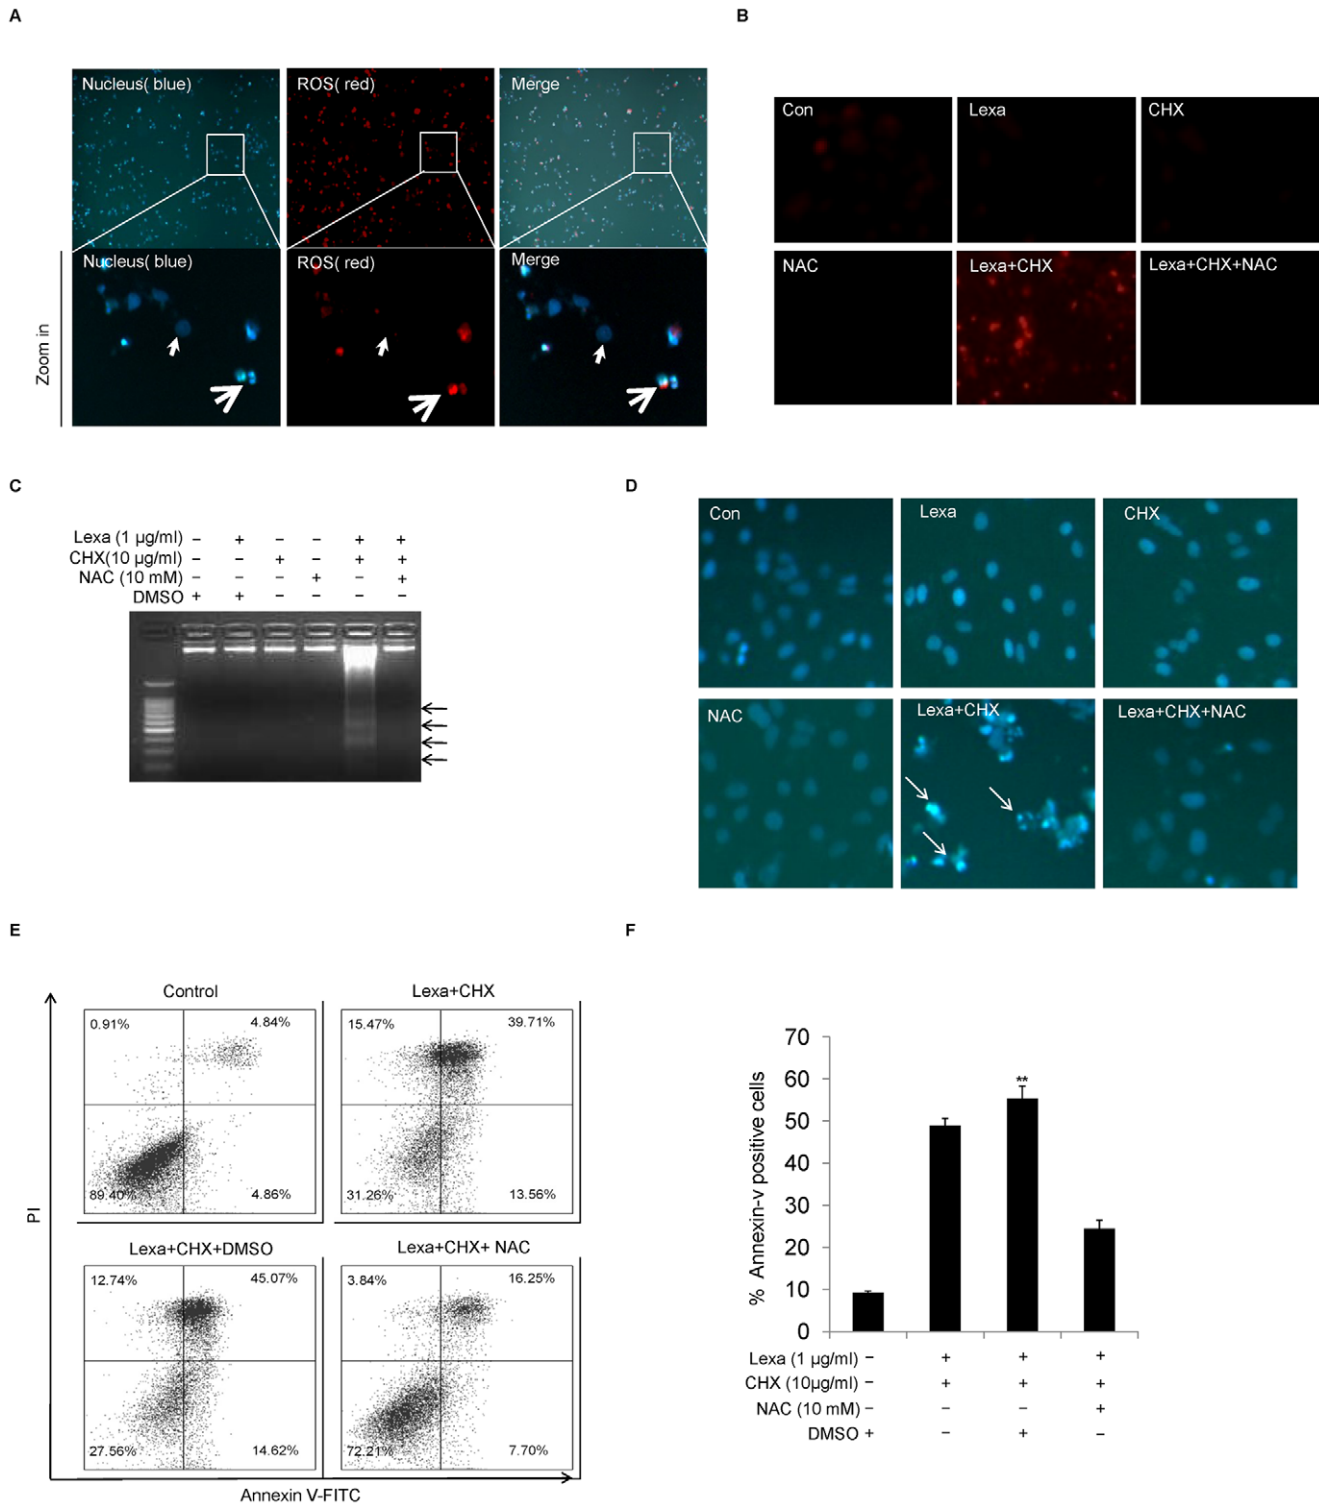 A
B
Nucleus( blue)
ROS( red)
Merge
Nucleus( blue)
ROS( red)
Merge
Zoom in
Con
Lexa
CHX
NAC
Lexa+CHX
Lexa+CHX+NAC
C
Lexa (1 µg/ml) − + − − + +
CHX(10 µg/ml) − − + − + +
NAC (10 mM) − − − + − +
DMSO + + − − − −
D
Con
Lexa
CHX
NAC
Lexa+CHX
Lexa+CHX+NAC
E
Control
0.91%
4.84%
89.40%
4.86%
Lexa+CHX
15.47%
39.71%
31.26%
13.56%
Lexa+CHX+DMSO
12.74%
45.07%
27.56%
14.62%
Lexa+CHX+ NAC
3.84%
16.25%
72.21%
7.70%
PI
Annexin V-FITC
F
% Annexin-v positive cells
70
60
50
40
30
20
10
0
**
Lexa (1 µg/ml) − + + +
CHX (10µg/ml) − + + +
NAC (10 mM) − − − +
DMSO + − + −